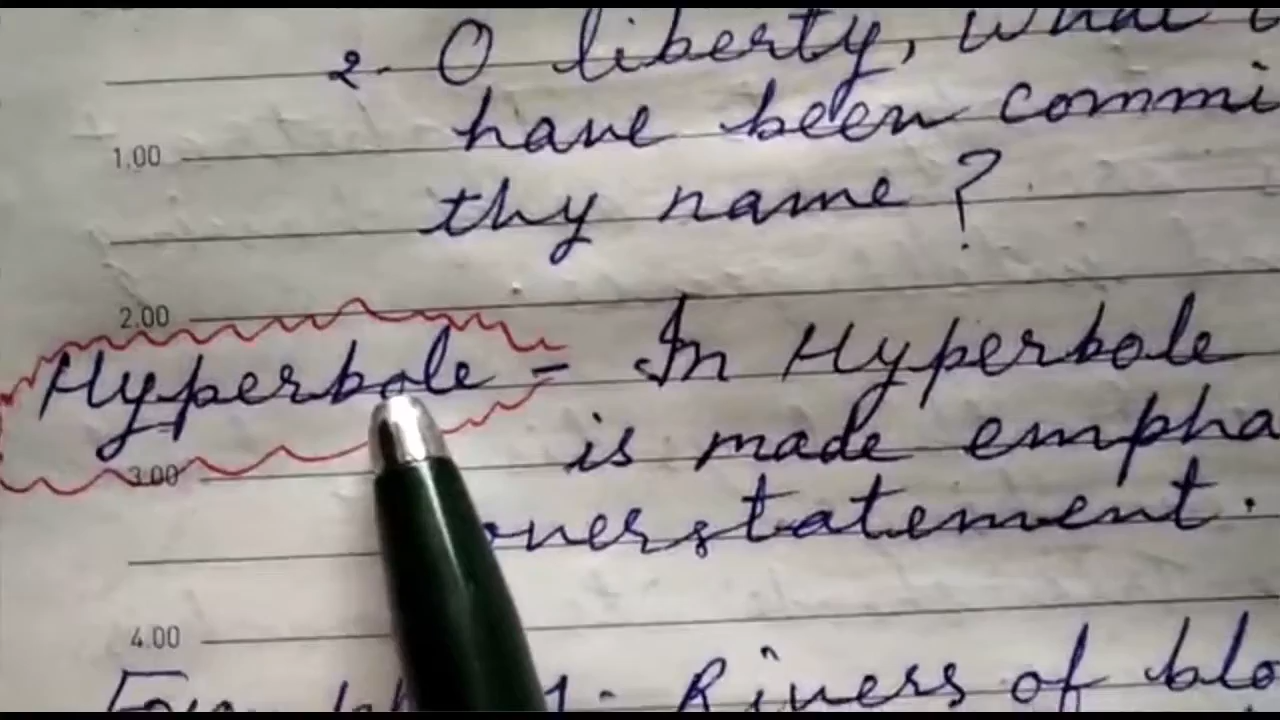 2. O liberty, what
have been commi
1.00
thy name ?
2.00
Hyperbole = In Hyperbole
is made empha
3.00
overstatement.
4.00
1. Rivers of blo